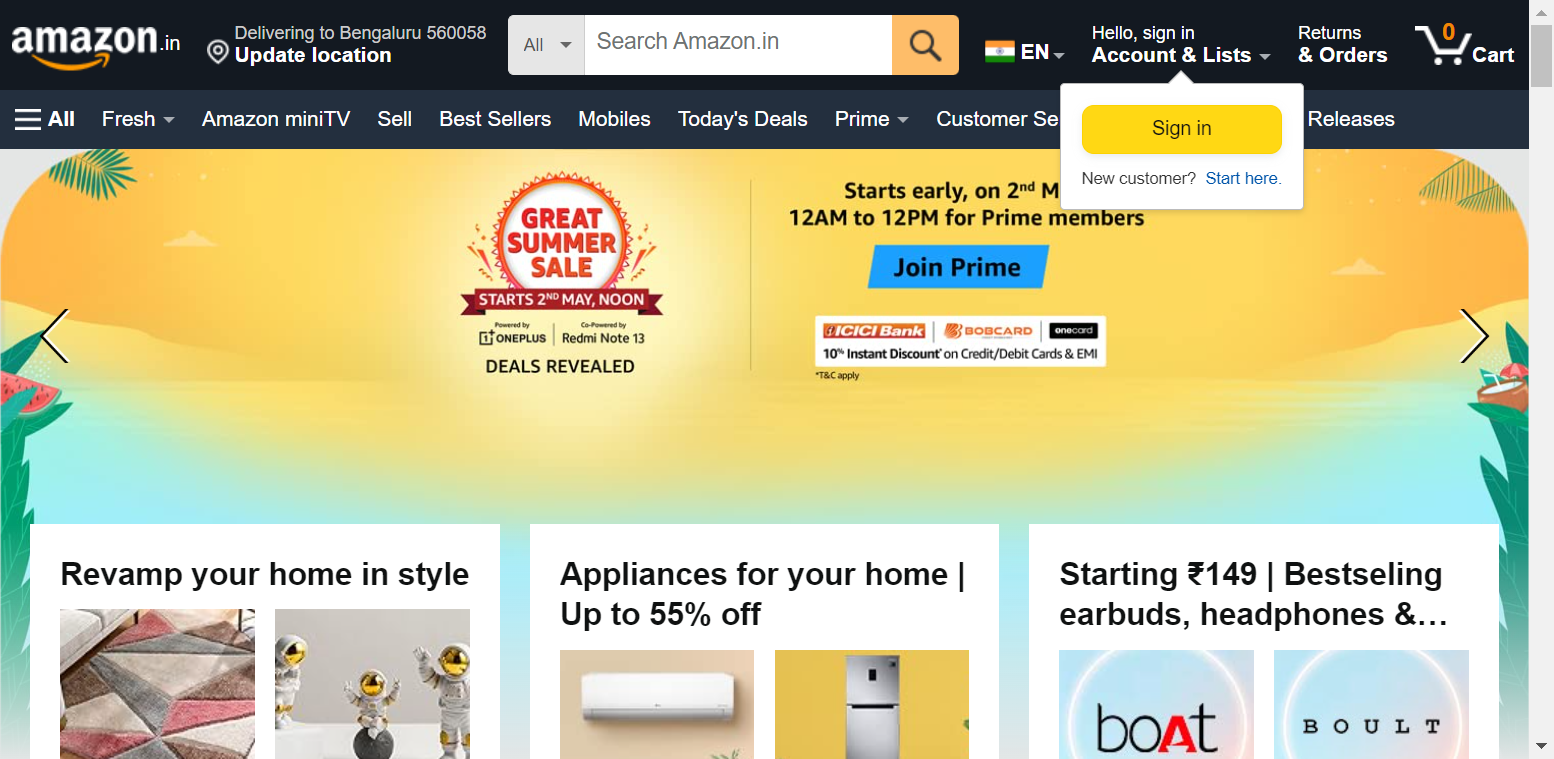 amazon.in
Delivering to Bengaluru 560058
Update location
All
Search Amazon.in
EN
Hello, sign in
Account & Lists
Returns
& Orders
0
Cart
All
Fresh
Amazon miniTV
Sell
Best Sellers
Mobiles
Today's Deals
Prime
Customer Se
Releases
Sign in
New customer? Start here.
GREAT
SUMMER
SALE
STARTS 2ND MAY, NOON
Powered by
ONEPLUS
Co-Powered by
Redmi Note 13
DEALS REVEALED
Starts early, on 2nd M
12AM to 12PM for Prime members
Join Prime
ICICI Bank
BOBCARD
onecard
10% Instant Discount* on Credit/Debit Cards & EMI
*T&C apply
Revamp your home in style
Appliances for your home |
Up to 55% off
Starting ₹149 | Bestseling
earbuds, headphones &…
boAt
BOULT